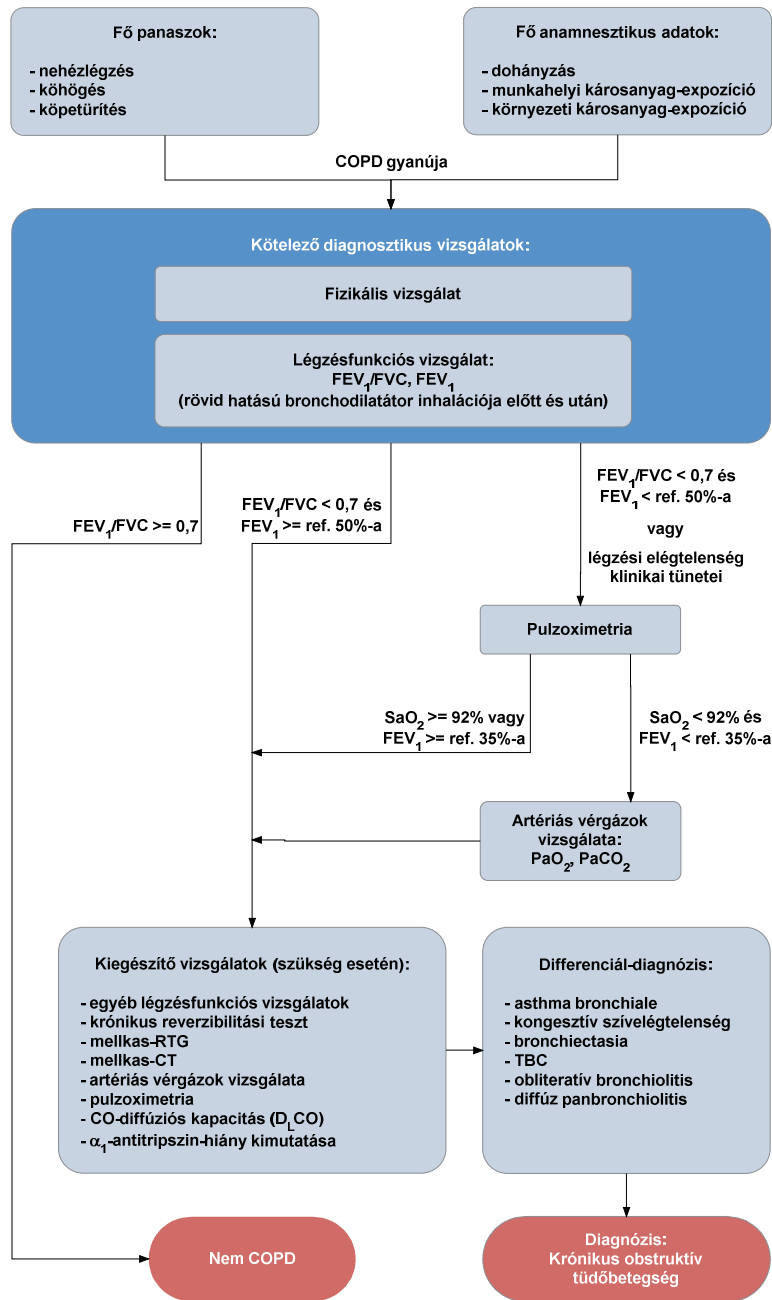 Fő panaszok:
- nehézlégzés
- köhögés
- köpetürítés
Fő anamnesztikus adatok:
- dohányzás
- munkahelyi károsanyag-expozíció
- környezeti károsanyag-expozíció
COPD gyanúja
Kötelező diagnosztikus vizsgálatok:
Fizikális vizsgálat
Légzésfunkciós vizsgálat:
FEV₁/FVC, FEV₁
(rövid hatású bronchodilatátor inhalációja előtt és után)
FEV₁/FVC >= 0,7
FEV₁/FVC < 0,7 és
FEV₁ >= ref. 50%-a
FEV₁/FVC < 0,7 és
FEV₁ < ref. 50%-a
vagy
légzési elégtelenség
klinikai tünetei
Pulzoximetria
SaO₂ >= 92% vagy
FEV₁ >= ref. 35%-a
SaO₂ < 92% és
FEV₁ < ref. 35%-a
Artériás vérgázok
vizsgálata:
PaO₂, PaCO₂
Kiegészítő vizsgálatok (szükség esetén):
- egyéb légzésfunkciós vizsgálatok
- krónikus reverzibilitási teszt
- mellkas-RTG
- mellkas-CT
- artériás vérgázok vizsgálata
- pulzoximetria
- CO-diffúziós kapacitás (D_LCO)
- α₁-antitripszin-hiány kimutatása
Differenciál-diagnózis:
- asthma bronchiale
- kongesztív szívelégtelenség
- bronchiectasia
- TBC
- obliteratív bronchiolitis
- diffúz panbronchiolitis
Nem COPD
Diagnózis:
Krónikus obstruktív
tüdőbetegség